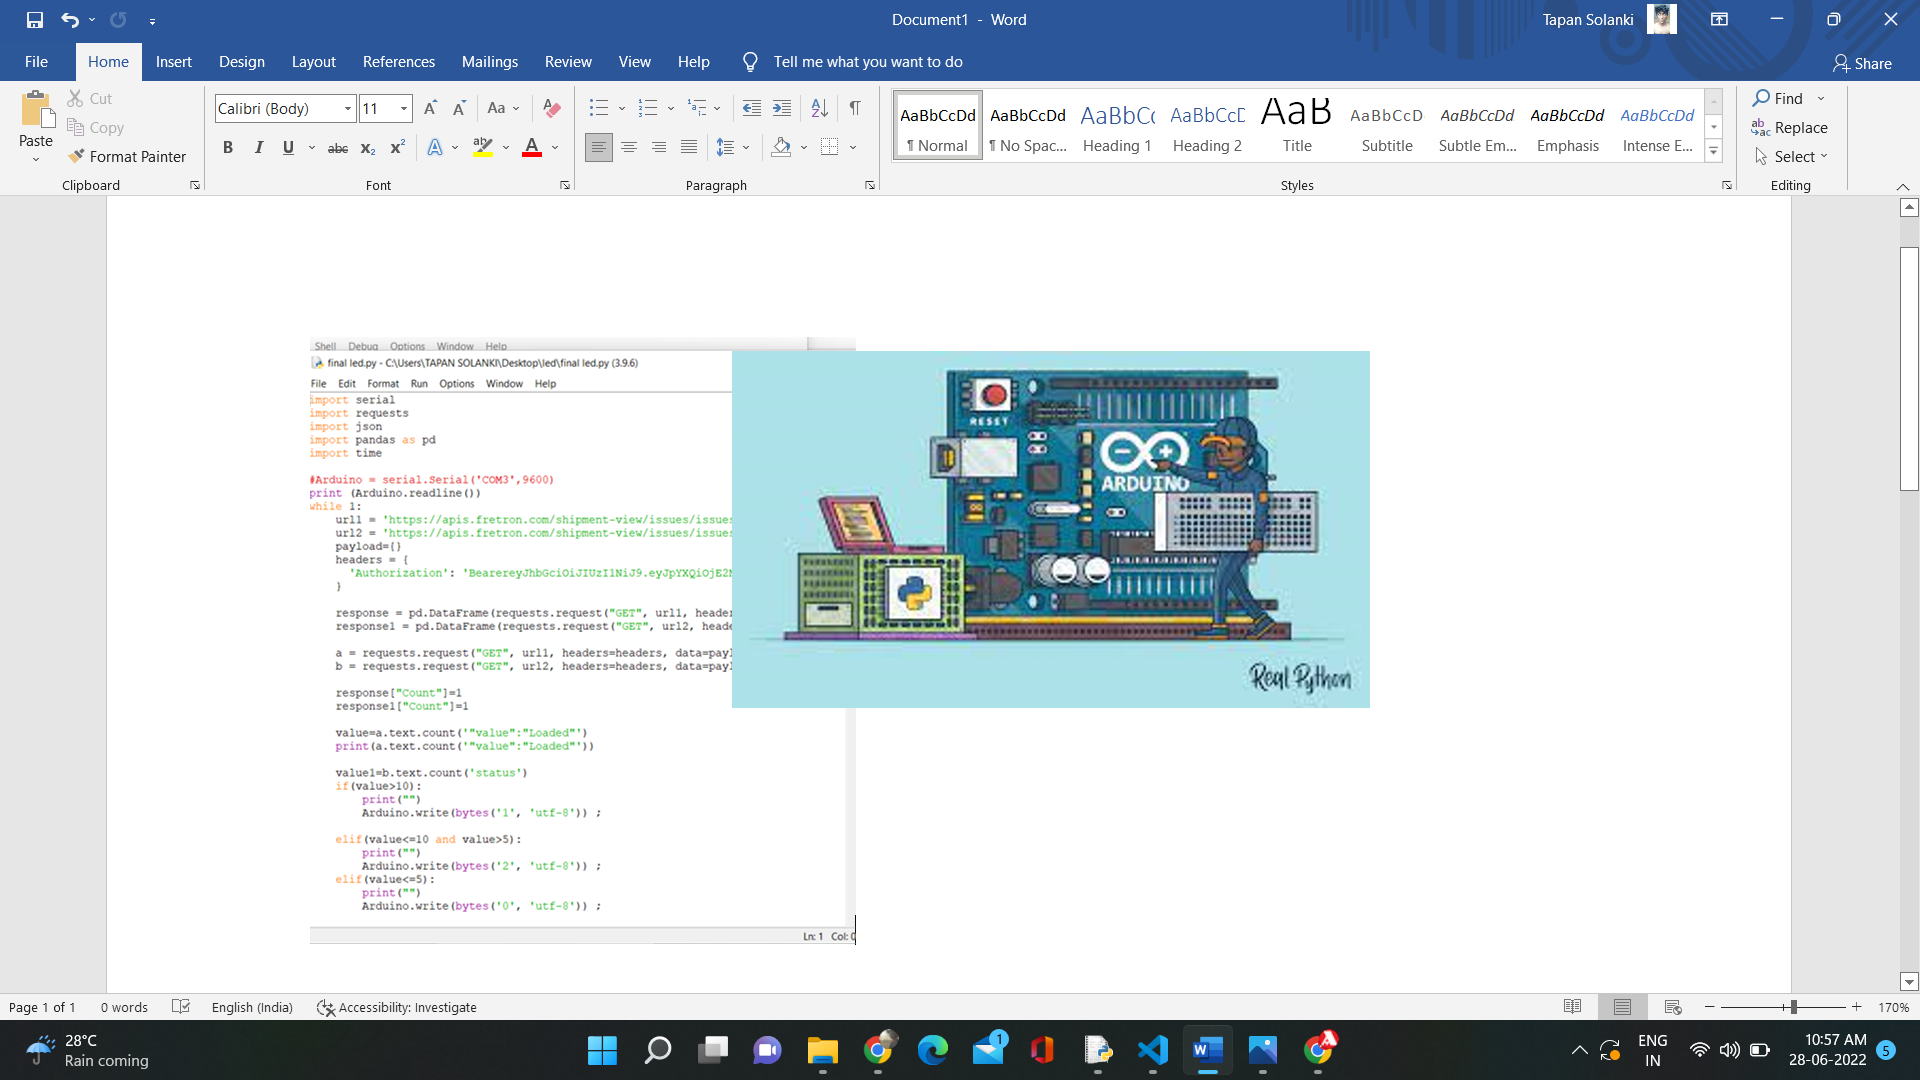 Document1 - Word
Tapan Solanki
File Home Insert Design Layout References Mailings Review View Help Tell me what you want to do
Share
Paste
Cut
Copy
Format Painter
Clipboard
Calibri (Body) 11
Font
Paragraph
AaBbCcDd AaBbCcDd AaBbCc AaBbCcC AaB AaBbCcD AaBbCcDd AaBbCcDd AaBbCcDd
¶ Normal ¶ No Spac... Heading 1 Heading 2 Title Subtitle Subtle Em... Emphasis Intense E...
Styles
Find
Replace
Select
Editing
Shell Debug Options Window Help
final led.py - C:\Users\TAPAN SOLANKI\Desktop\led\final led.py (3.9.6)
File Edit Format Run Options Window Help
import serial
import requests
import json
import pandas as pd
import time
#Arduino = serial.Serial('COM3',9600)
print (Arduino.readline())
while 1:
url1 = 'https://apis.fretron.com/shipment-view/issues/issues
url2 = 'https://apis.fretron.com/shipment-view/issues/issues
payload={}
headers = {
'Authorization':
}
response = pd.DataFrame(requests.request("GET", url1, header
response1 = pd.DataFrame(requests.request("GET", url2, heade
a = requests.request("GET", url1, headers=headers, data=payl
b = requests.request("GET", url2, headers=headers, data=payl
response["Count"]=1
response1["Count"]=1
value=a.text.count('"value":"Loaded"')
print(a.text.count('"value":"Loaded"'))
value1=b.text.count('status')
if(value>10):
print("")
Arduino.write(bytes('1', 'utf-8')) ;
elif(value<=10 and value>5):
print("")
Arduino.write(bytes('2', 'utf-8')) ;
elif(value<=5):
print("")
Arduino.write(bytes('0', 'utf-8')) ;
Ln: 1 Col: 0
RESET
ARDUINO
Real Python
Page 1 of 1 0 words English (India) Accessibility: Investigate
170%
28°C
Rain coming
1
ENG
IN
10:57 AM
28-06-2022
5